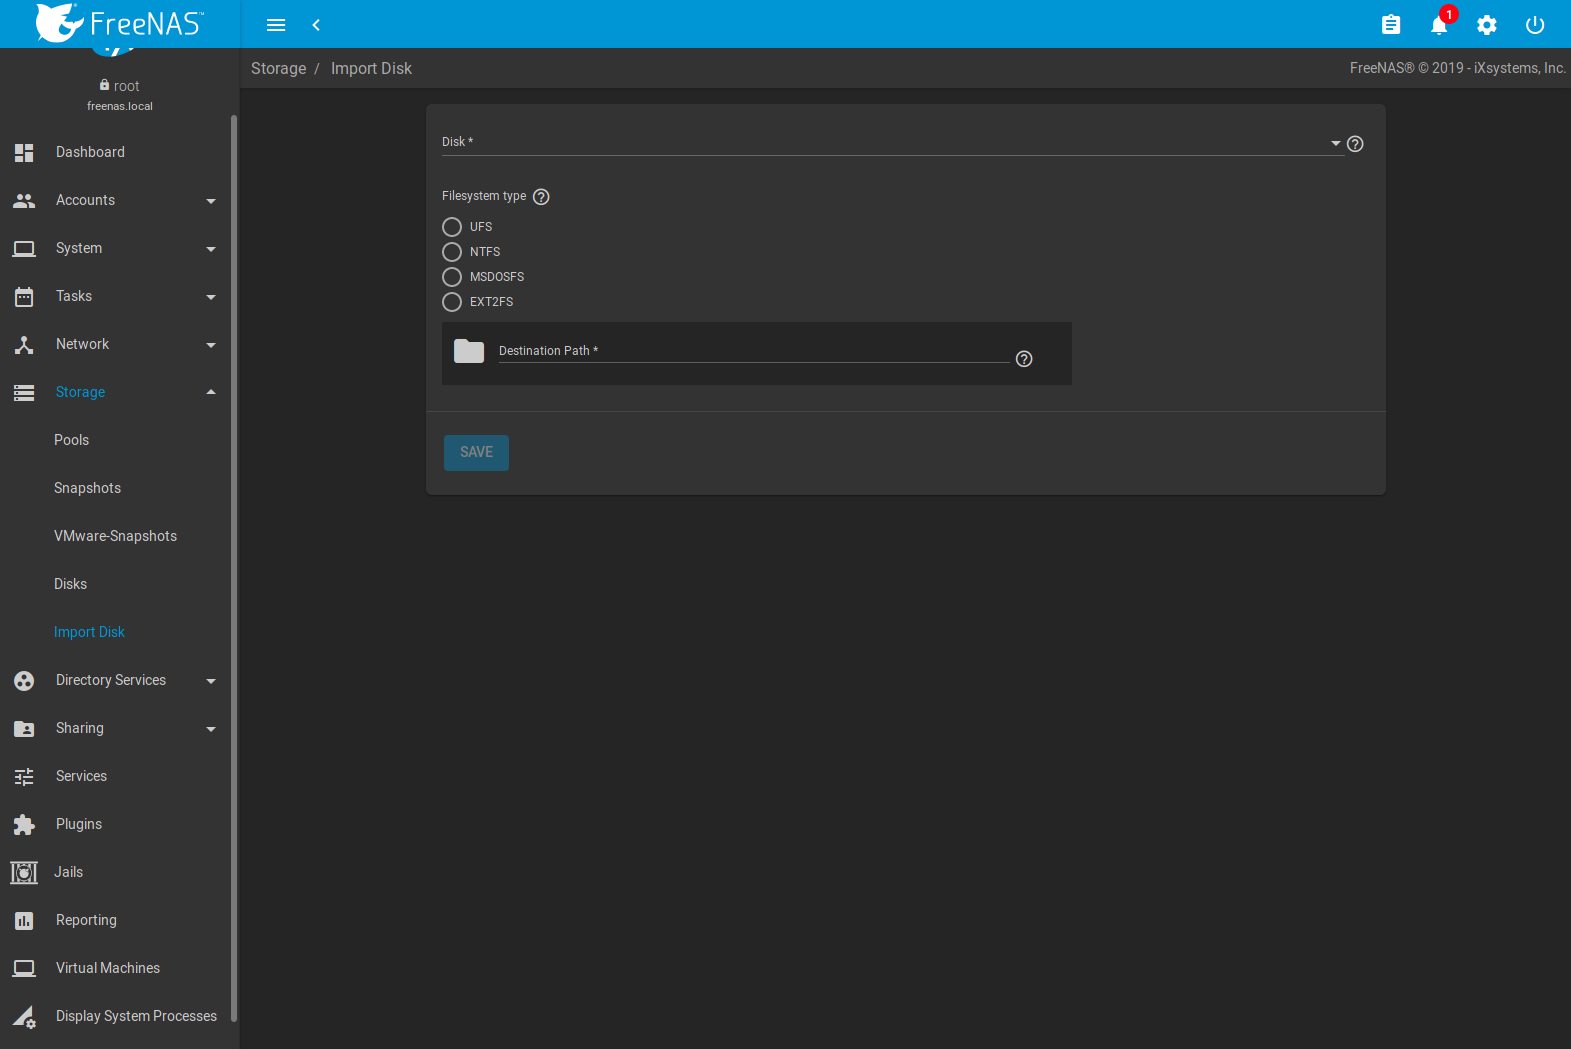 FreeNAS™
1
root
freenas.local
Storage / Import Disk
FreeNAS® © 2019 - iXsystems, Inc.
Dashboard
Accounts
System
Tasks
Network
Storage
Pools
Snapshots
VMware-Snapshots
Disks
Import Disk
Directory Services
Sharing
Services
Plugins
Jails
Reporting
Virtual Machines
Display System Processes
Disk *
Filesystem type
UFS
NTFS
MSDOSFS
EXT2FS
Destination Path *
SAVE